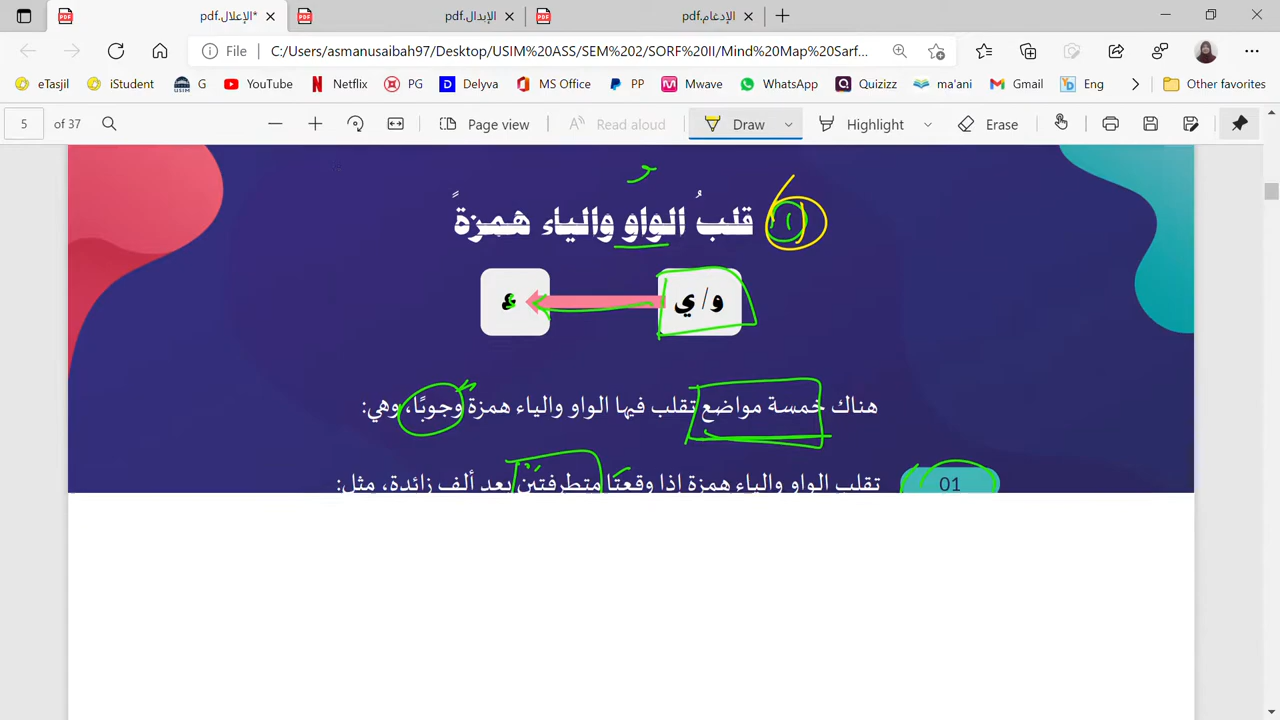 الإعلال.pdf*
الإبدال.pdf
الإدغام.pdf
File
C:/Users/asmanusaibah97/Desktop/USIM%20ASS/SEM%202/SORF%20II/Mind%20Map%20Sarf...
eTasjil iStudent G YouTube Netflix PG Delyva MS Office PP Mwave WhatsApp Quizizz ma'ani Gmail Eng Other favorites
5 of 37 Page view Read aloud Draw Highlight Erase
قلبُ الواو والياء همزةً
و/ ي
ء
هناك خمسة مواضع تقلب فيها الواو والياء همزة وجوبًا، وهي:
01 تقلب الواو والياء همزة إذا وقعتَا متطرفتين بعد ألف زائدة، مثل: